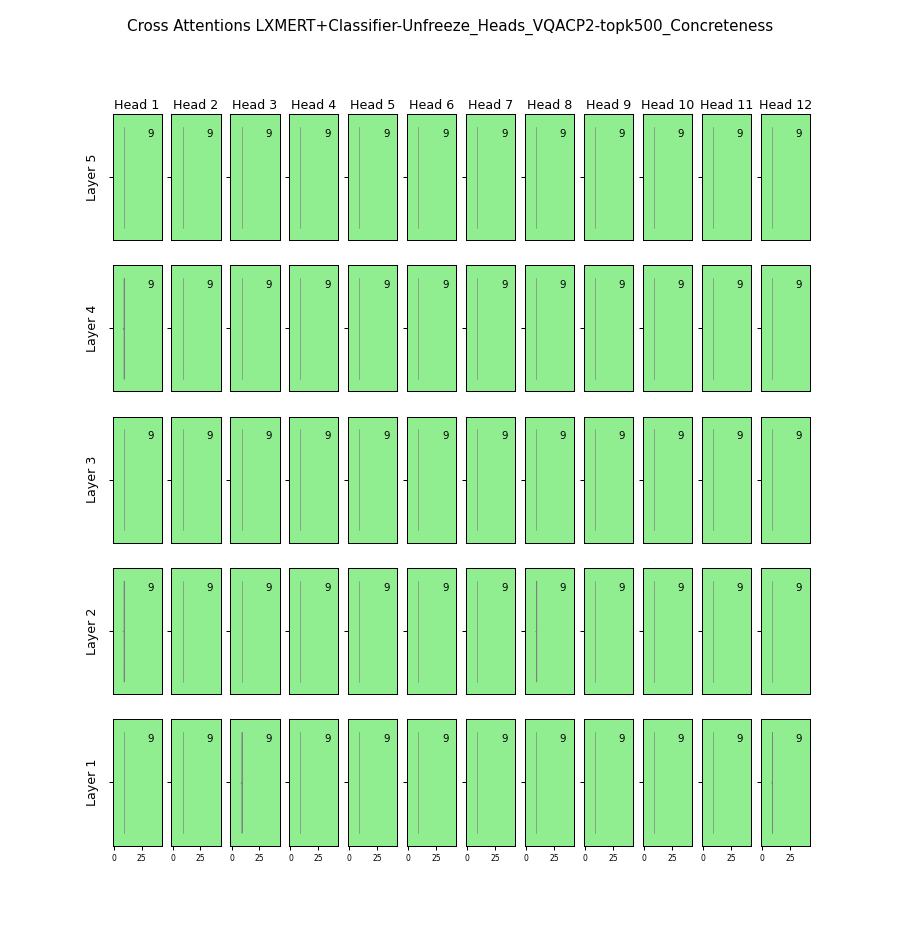 Cross Attentions LXMERT+Classifier-Unfreeze_Heads_VQACP2-topk500_Concreteness
Head 1 Head 2 Head 3 Head 4 Head 5 Head 6 Head 7 Head 8 Head 9 Head 10 Head 11 Head 12
Layer 5 9 9 9 9 9 9 9 9 9 9 9 9
Layer 4 9 9 9 9 9 9 9 9 9 9 9 9
Layer 3 9 9 9 9 9 9 9 9 9 9 9 9
Layer 2 9 9 9 9 9 9 9 9 9 9 9 9
Layer 1 9 9 9 9 9 9 9 9 9 9 9 9
0 25 0 25 0 25 0 25 0 25 0 25 0 25 0 25 0 25 0 25 0 25 0 25